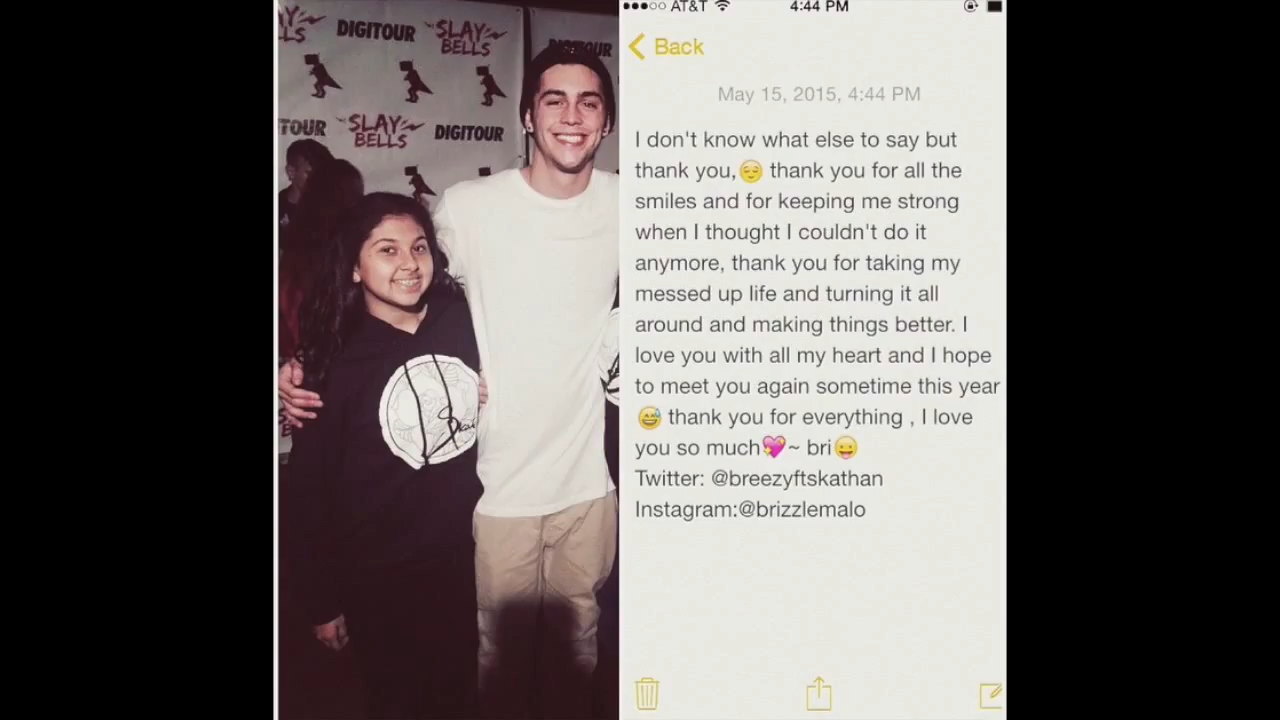 LLS
DIGITOUR
SLAY
BELLS
TOUR
SLAY
BELLS
DIGITOUR
AT&T
4:44 PM
Back
May 15, 2015, 4:44 PM
I don't know what else to say but
thank you,😌 thank you for all the
smiles and for keeping me strong
when I thought I couldn't do it
anymore, thank you for taking my
messed up life and turning it all
around and making things better. I
love you with all my heart and I hope
to meet you again sometime this year
😅 thank you for everything , I love
you so much💖~ bri😛
Twitter: @breezyftskathan
Instagram:@brizzlemalo